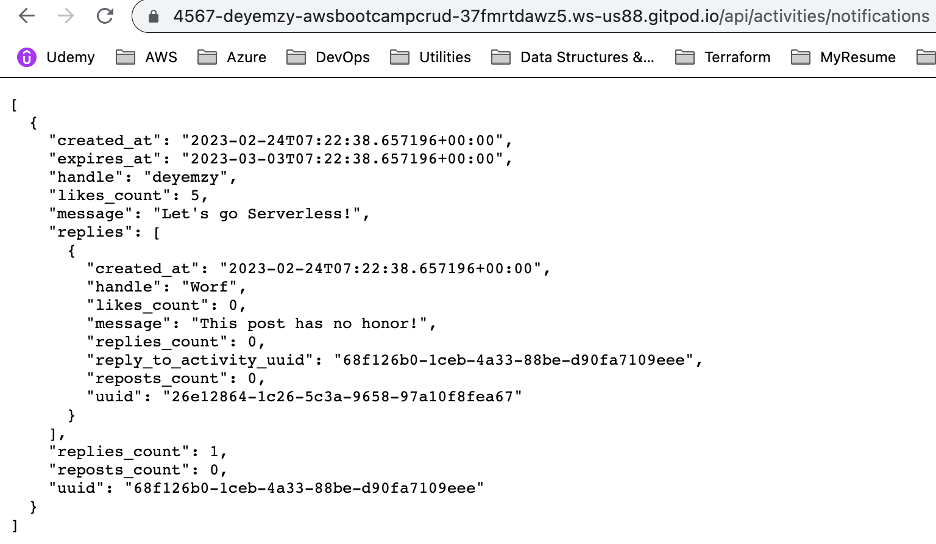 4567-deyemzy-awsbootcampcrud-37fmrtdawz5.ws-us88.gitpod.io/api/activities/notifications
Udemy AWS Azure DevOps Utilities Data Structures &... Terraform MyResume
[
  {
    "created_at": "2023-02-24T07:22:38.657196+00:00",
    "expires_at": "2023-03-03T07:22:38.657196+00:00",
    "handle": "deyemzy",
    "likes_count": 5,
    "message": "Let's go Serverless!",
    "replies": [
      {
        "created_at": "2023-02-24T07:22:38.657196+00:00",
        "handle": "Worf",
        "likes_count": 0,
        "message": "This post has no honor!",
        "replies_count": 0,
        "reply_to_activity_uuid": "68f126b0-1ceb-4a33-88be-d90fa7109eee",
        "reposts_count": 0,
        "uuid": "26e12864-1c26-5c3a-9658-97a10f8fea67"
      }
    ],
    "replies_count": 1,
    "reposts_count": 0,
    "uuid": "68f126b0-1ceb-4a33-88be-d90fa7109eee"
  }
]